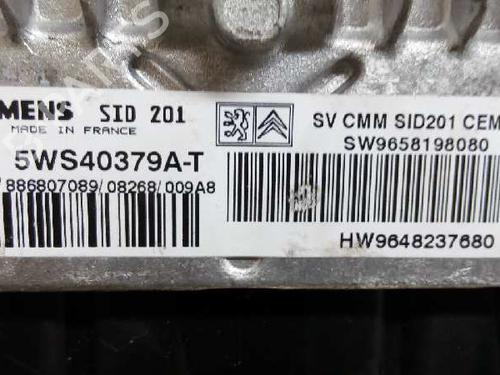 MENS SID 201
MADE IN FRANCE
5WS40379A-T
886807089/08268/009A8
SV CMM SID201 CEM
SW9658198080
HW9648237680